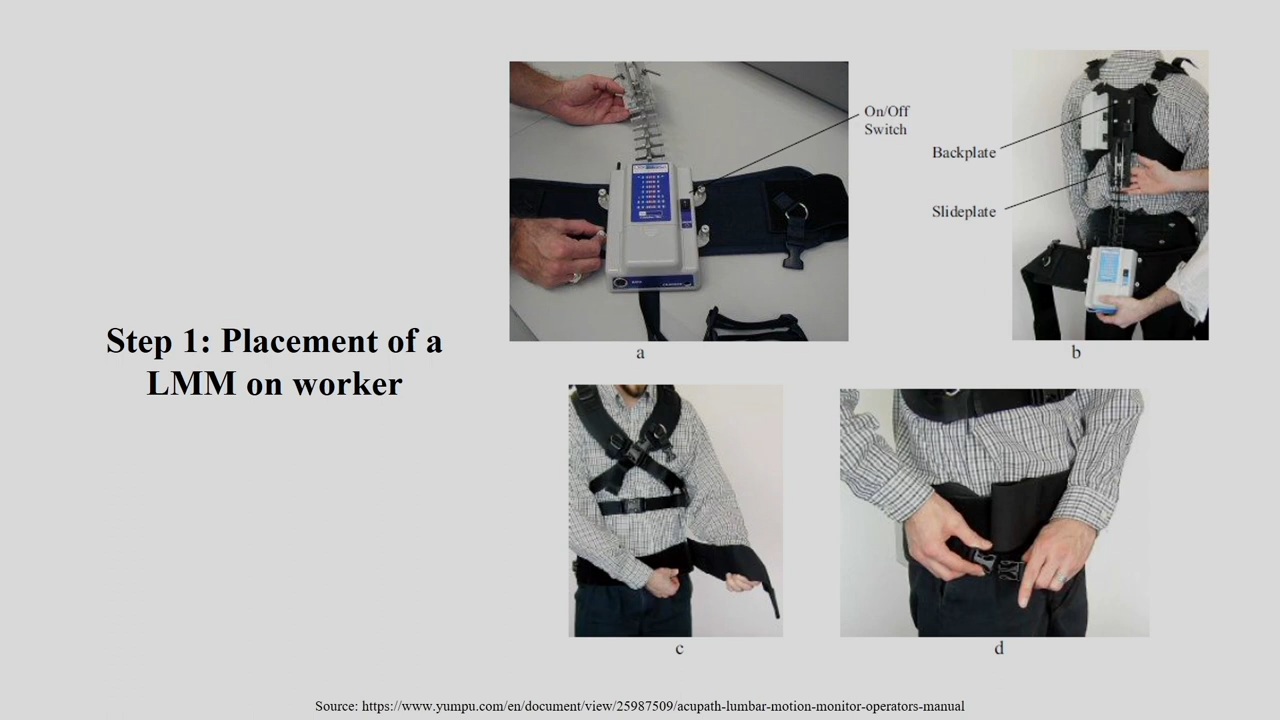 Step 1: Placement of a
LMM on worker
On/Off
Switch
Backplate
Slideplate
a
b
c
d
Source: https://www.yumpu.com/en/document/view/25987509/acupath-lumbar-motion-monitor-operators-manual